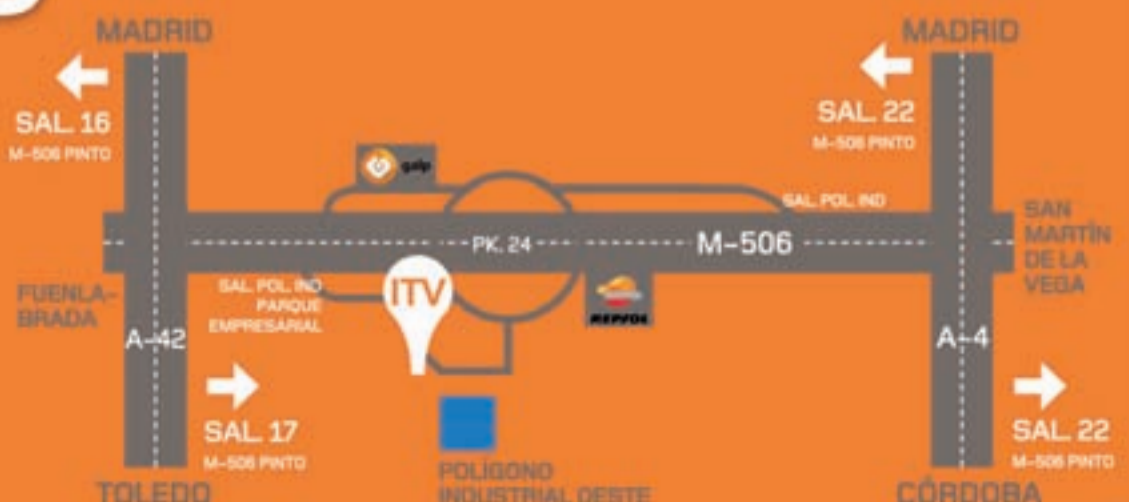 MADRID
MADRID
SAL. 16
M-506 PINTO
SAL. 22
M-506 PINTO
galp
SAL. POL. IND
PK. 24
M-506
SAN
MARTÍN
DE LA
VEGA
FUENLA-
BRADA
SAL. POL. IND
PARQUE
EMPRESÁRIAL
ITV
REPSOL
A-42
A-4
SAL. 17
M-506 PINTO
SAL. 22
M-506 PINTO
POLÍGONO
INDUSTRIAL OESTE
TOLEDO
CÓRDOBA